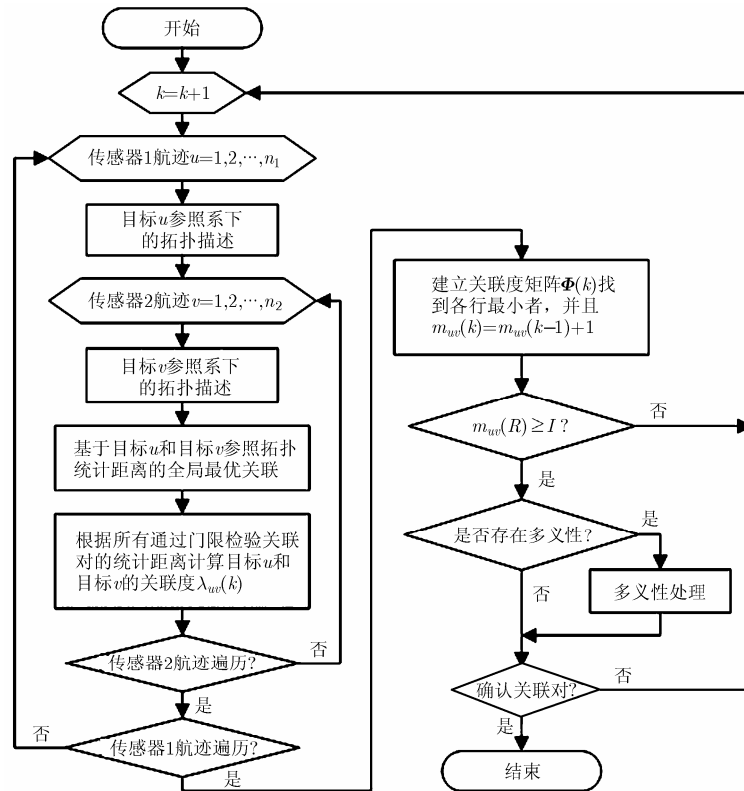 开始
k=k+1
传感器1航迹u=1,2,⋯,n₁
目标u参照系下
的拓扑描述
传感器2航迹v=1,2,⋯,n₂
目标v参照系下
的拓扑描述
基于目标u和目标v参照拓扑
统计距离的全局最优关联
根据所有通过门限检验关联
对的统计距离计算目标u和
目标v的关联度λuv(k)
传感器2航迹遍历?
否
是
传感器1航迹遍历?
否
是
建立关联度矩阵Φ(k)找
到各行最小者，并且
muv(k)=muv(k−1)+1
muv(R)≥I?
否
是
是否存在多义性?
是
否
多义性处理
确认关联对?
否
是
结束